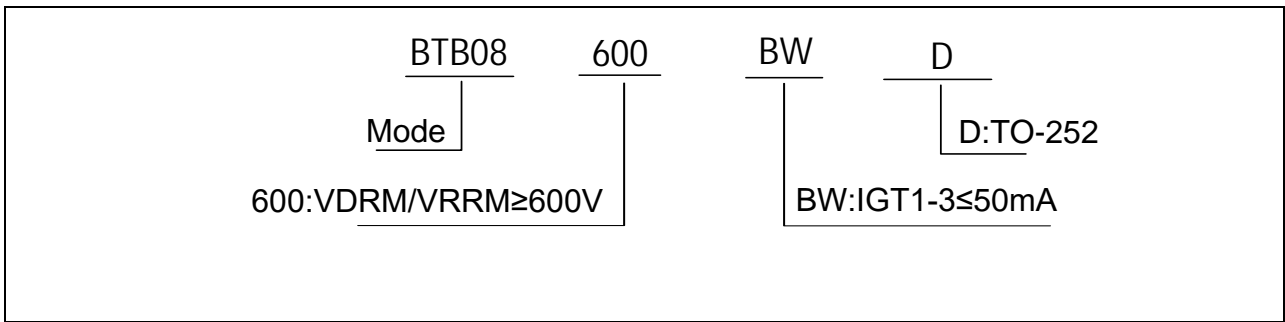 BTB08 600 BW D
Mode D:TO-252
600:VDRM/VRRM≥600V BW:IGT1-3≤50mA